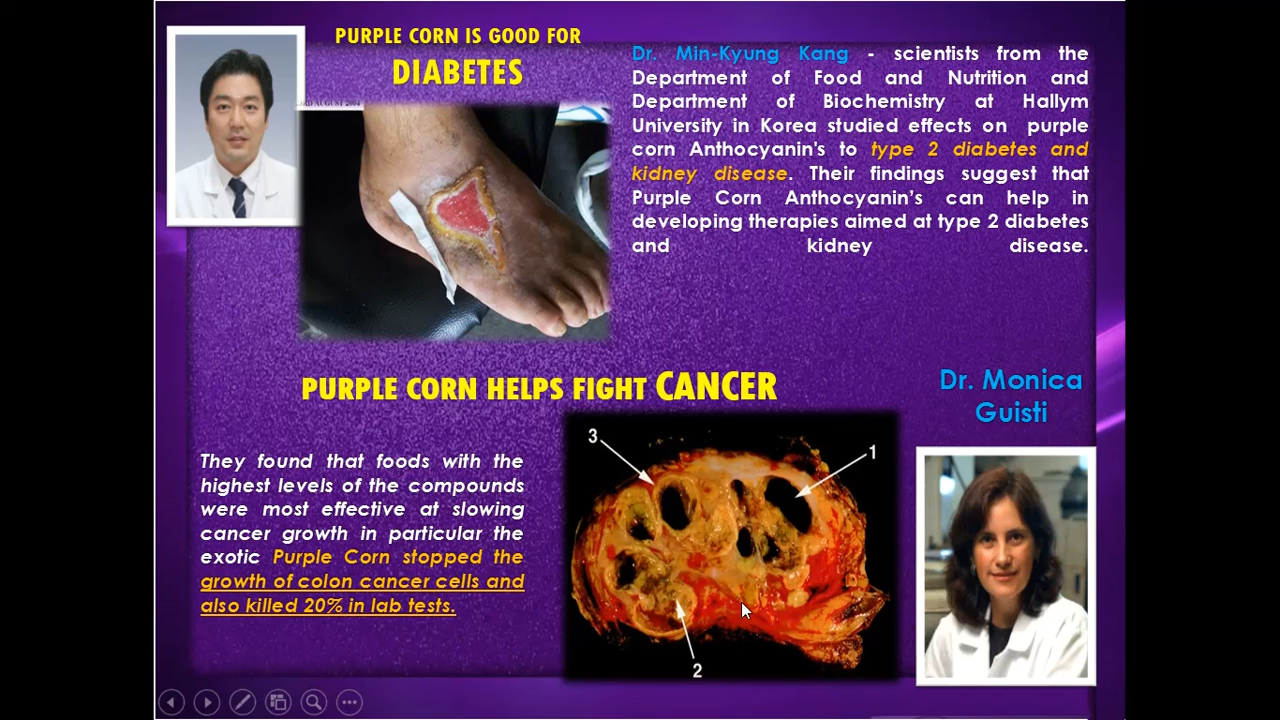 PURPLE CORN IS GOOD FOR
DIABETES
Dr. Min-Kyung Kang - scientists from the
Department of Food and Nutrition and
Department of Biochemistry at Hallym
University in Korea studied effects on purple
corn Anthocyanin's to type 2 diabetes and
kidney disease. Their findings suggest that
Purple Corn Anthocyanin's can help in
developing therapies aimed at type 2 diabetes
and kidney disease.
AUGUST 2004
PURPLE CORN HELPS FIGHT CANCER
Dr. Monica
Guisti
They found that foods with the
highest levels of the compounds
were most effective at slowing
cancer growth in particular the
exotic Purple Corn stopped the
growth of colon cancer cells and
also killed 20% in lab tests.
3
1
2